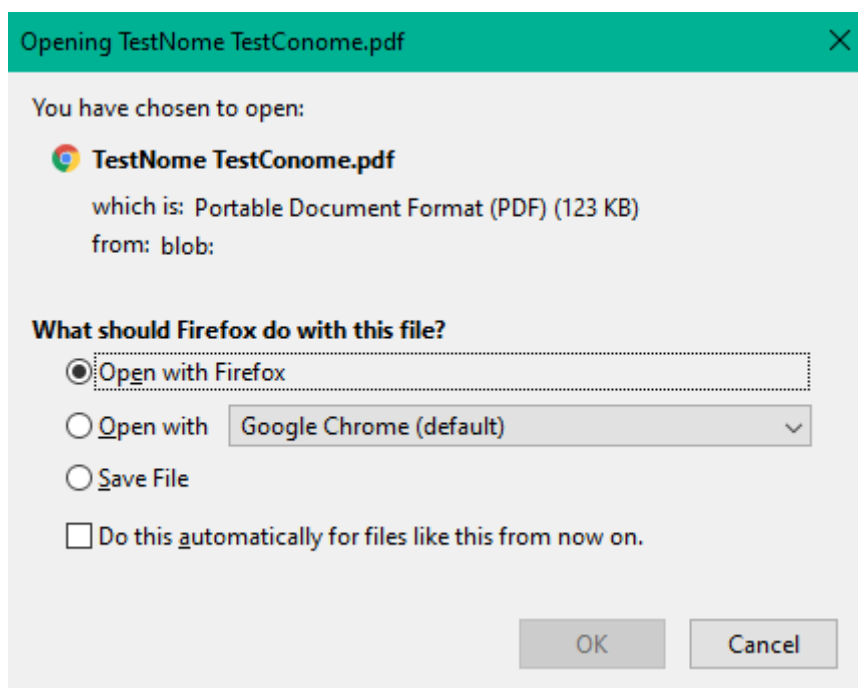 Opening TestNome TestConome.pdf
You have chosen to open:
TestNome TestConome.pdf
which is: Portable Document Format (PDF) (123 KB)
from: blob:
What should Firefox do with this file?
Open with Firefox
Open with Google Chrome (default)
Save File
Do this automatically for files like this from now on.
OK Cancel